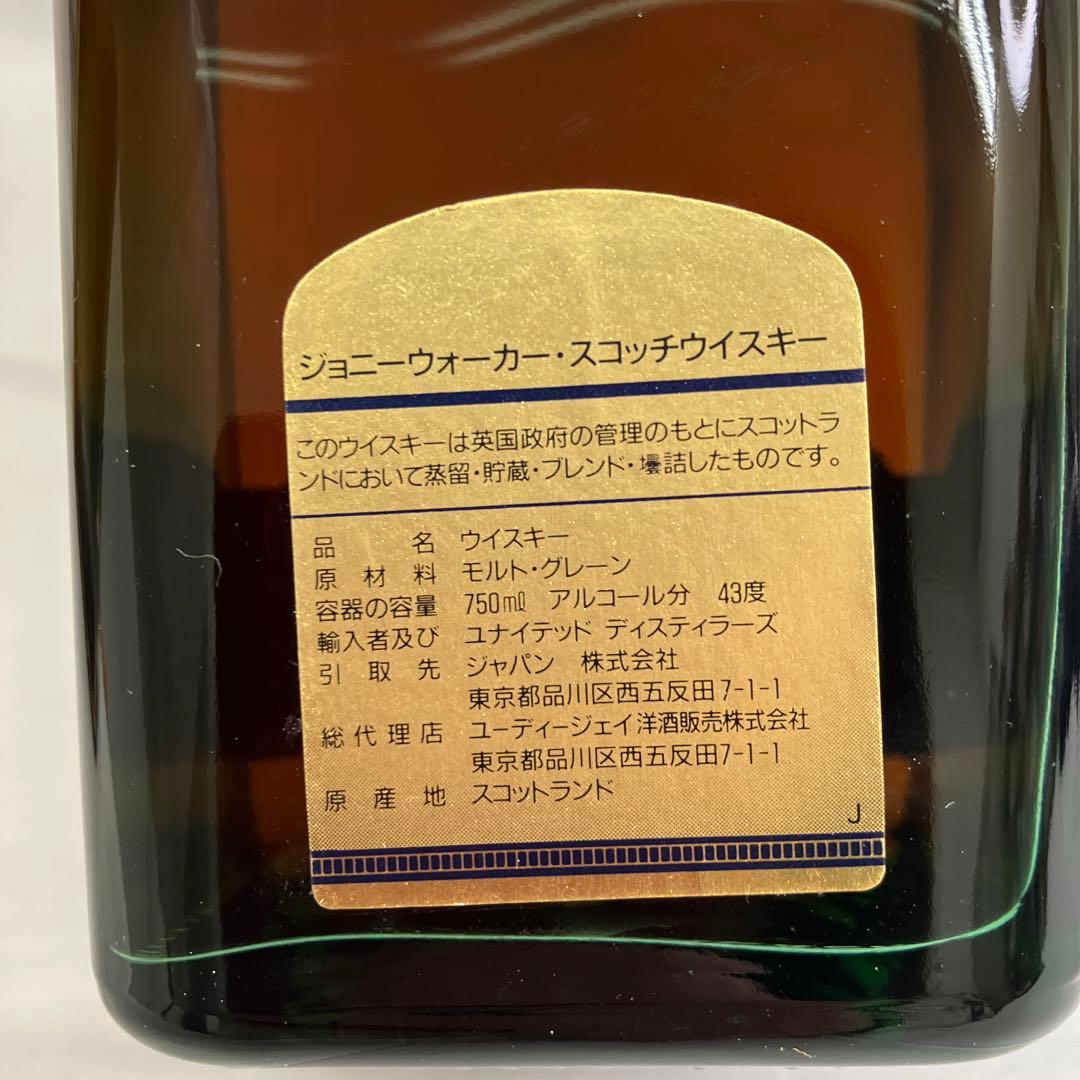 ジョニーウォーカー・スコッチウイスキー
このウイスキーは英国政府の管理のもとにスコットラ
ンドにおいて蒸留・貯蔵・ブレンド・壜詰したものです。
品名 ウイスキー
原材料 モルト・グレーン
容器の容量 750ml アルコール分 43度
輸入者及び ユナイテッド ディスティラーズ
引取先 ジャパン 株式会社
東京都品川区西五反田7-1-1
総代理店 ユーディージェイ洋酒販売株式会社
東京都品川区西五反田7-1-1
原産地 スコットランド
J